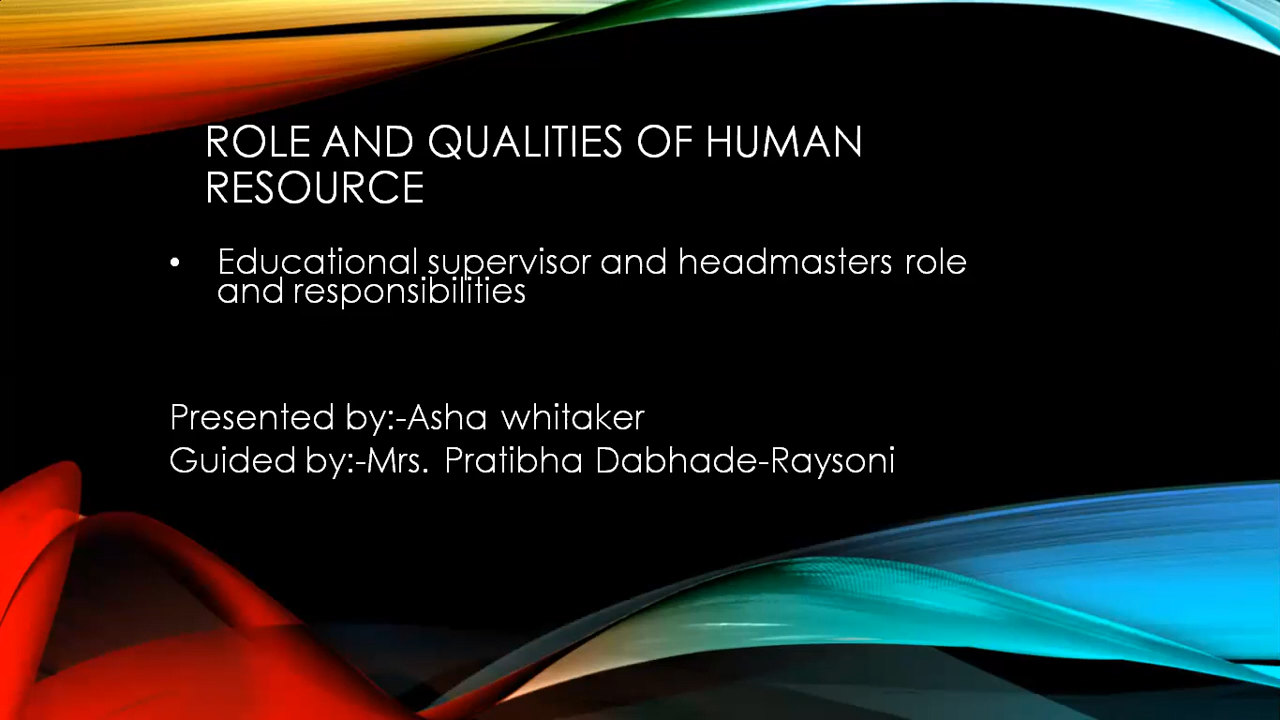 ROLE AND QUALITIES OF HUMAN
RESOURCE
• Educational supervisor and headmasters role
and responsibilities
Presented by:-Asha whitaker
Guided by:-Mrs. Pratibha Dabhade-Raysoni